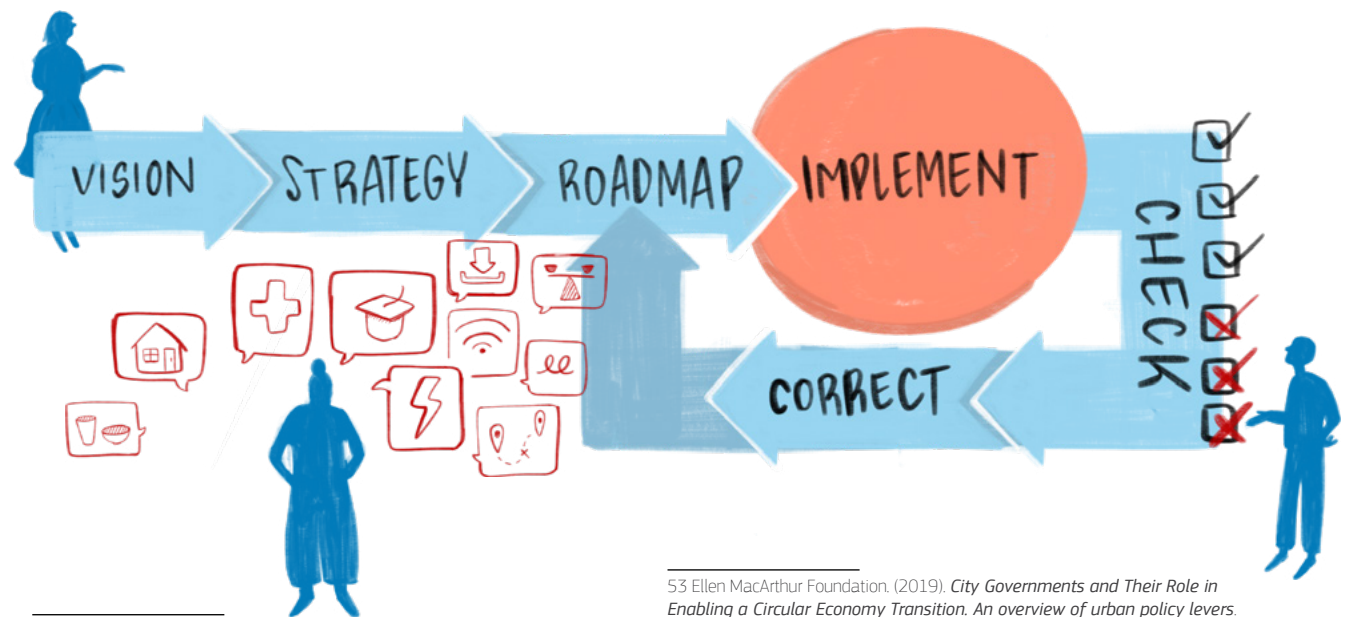 VISION
STRATEGY
ROADMAP
IMPLEMENT
CHECK
CORRECT
53 Ellen MacArthur Foundation. (2019). City Governments and Their Role in
Enabling a Circular Economy Transition. An overview of urban policy levers.